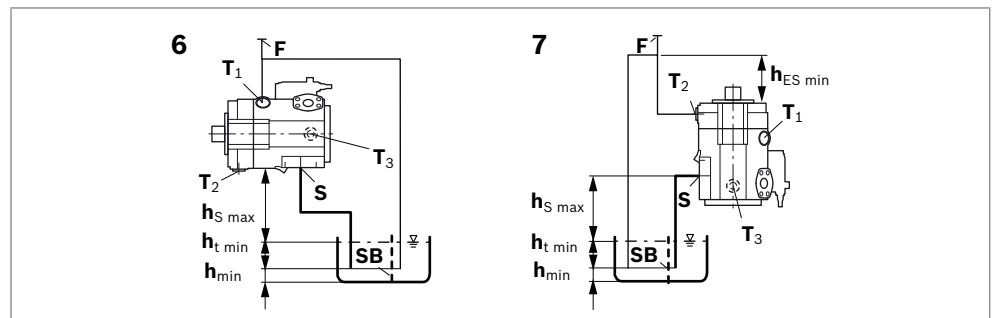 6
F
T1
T3
T2
S
hS max
ht min
SB
hmin
7
F
T2
hES min
T1
hS max
S
T3
ht min
SB
hmin